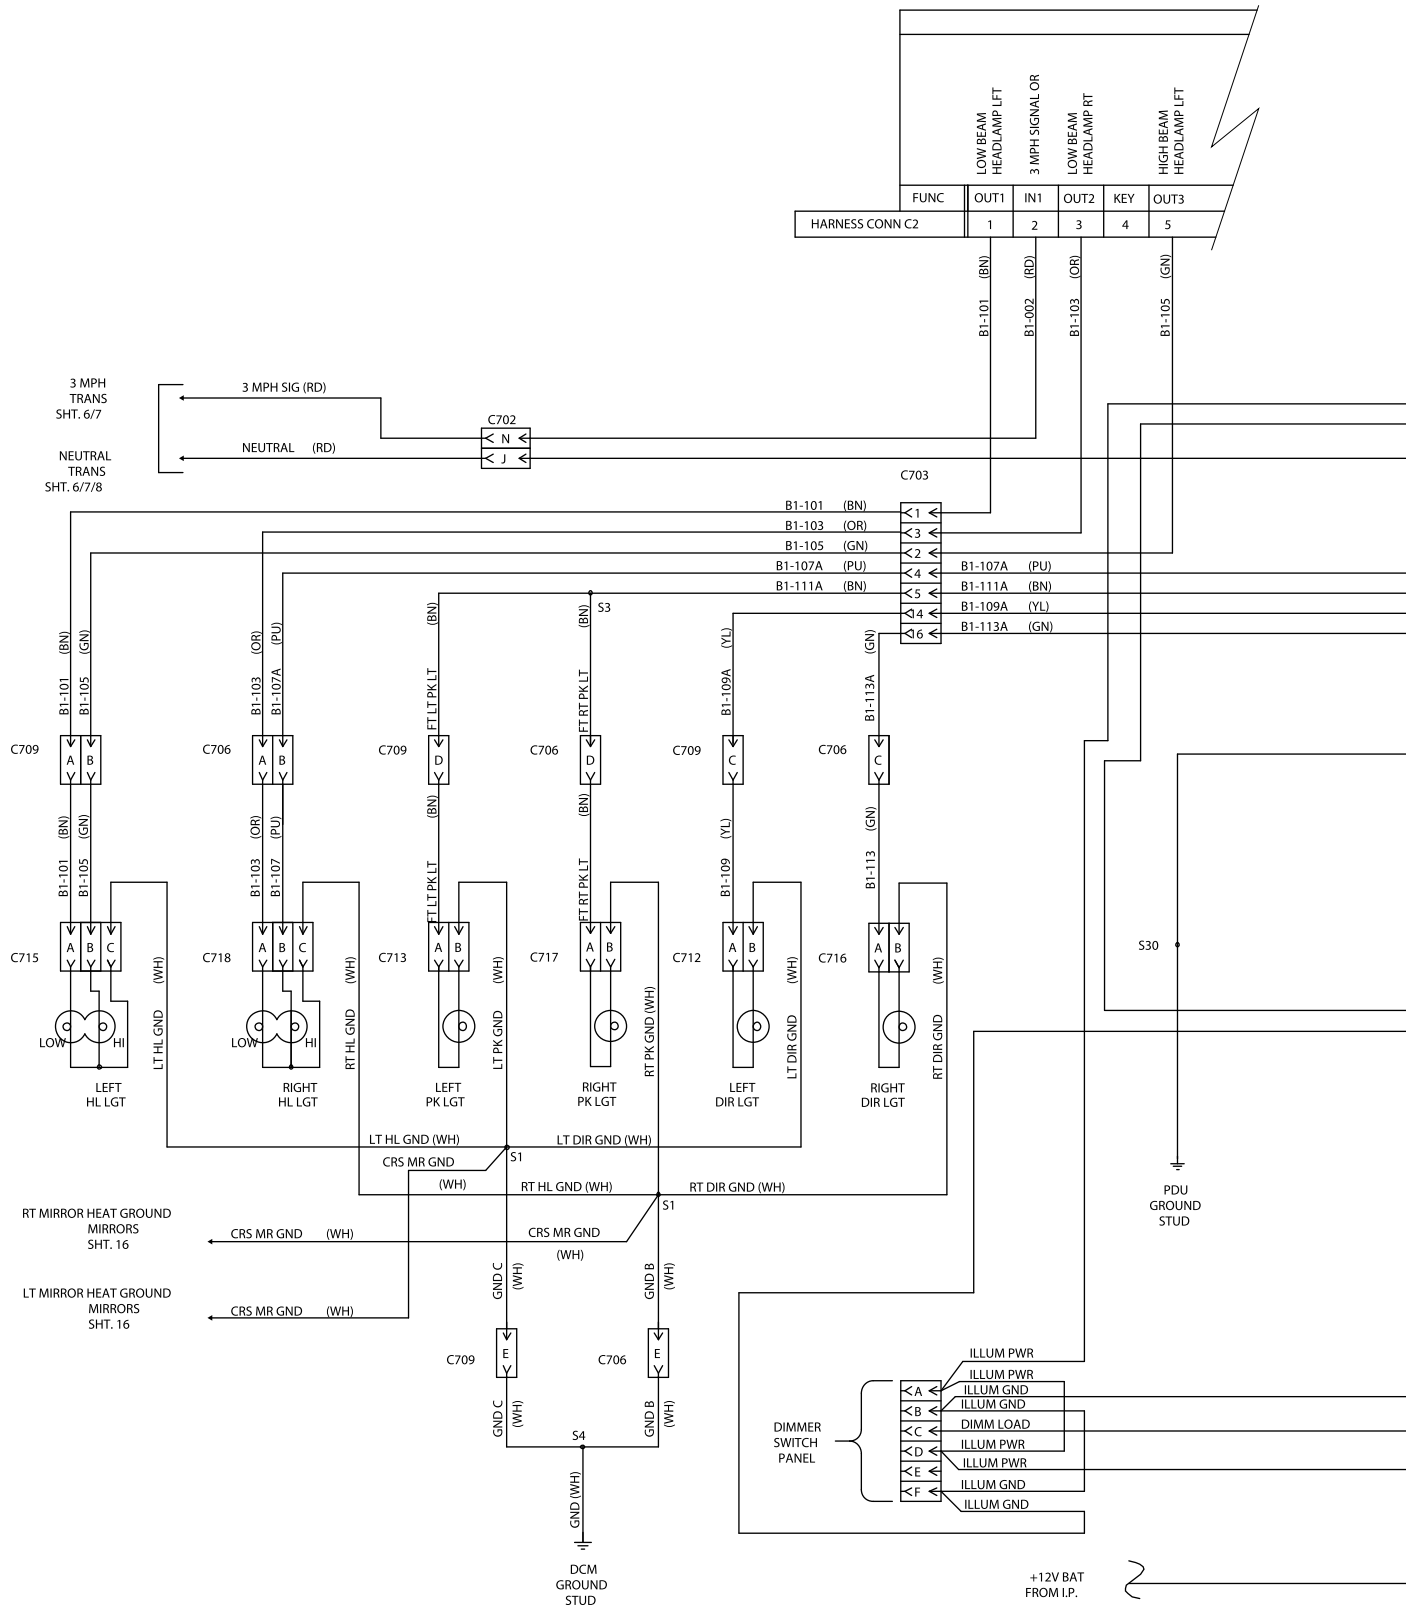 LOW BEAM
HEADLAMP LFT
3 MPH SIGNAL OR
LOW BEAM
HEADLAMP RT
HIGH BEAM
HEADLAMP LFT
FUNC OUT1 IN1 OUT2 KEY OUT3
HARNESS CONN C2 1 2 3 4 5
(BN) (RD) (OR) (GN)
B1-101 B1-002 B1-103 B1-105
3 MPH
TRANS
SHT. 6/7
3 MPH SIG (RD)
C702
N
NEUTRAL (RD)
J
NEUTRAL
TRANS
SHT. 6/7/8
C703
B1-101 (BN) 1
B1-103 (OR) 3
B1-105 (GN) 2
B1-107A (PU) 4 B1-107A (PU)
B1-111A (BN) 5 B1-111A (BN)
S3
14 B1-109A (YL)
16 B1-113A (GN)
(BN) (GN) (OR) (PU) (BN) (BN) (YL) (GN)
B1-101 B1-105 B1-103 B1-107A FT LT PK LT FT RT PK LT B1-109A B1-113A
C709 A B C706 A B C709 D C706 D C709 C C706 C
(BN) (GN) (OR) (PU) (BN) (BN) (YL) (GN)
B1-101 B1-105 B1-103 B1-107 FT LT PK LT FT RT PK LT B1-109 B1-113
C715 A B C C718 A B C C713 A B C717 A B C712 A B C716 A B
S30
(WH) (WH) (WH) (WH) (WH)
LT HL GND RT HL GND LT PK GND RT PK GND (WH) LT DIR GND RT DIR GND
LOW HI LOW HI
LEFT
HL LGT
RIGHT
HL LGT
LEFT
PK LGT
RIGHT
PK LGT
LEFT
DIR LGT
RIGHT
DIR LGT
LT HL GND (WH) LT DIR GND (WH)
S1
CRS MR GND
(WH)
RT HL GND (WH) RT DIR GND (WH)
S1
PDU
GROUND
STUD
RT MIRROR HEAT GROUND
MIRRORS
SHT. 16
CRS MR GND (WH) CRS MR GND
(WH)
LT MIRROR HEAT GROUND
MIRRORS
SHT. 16
CRS MR GND (WH)
GND C (WH) GND B (WH)
C709 E C706 E
GND C (WH) GND B (WH)
S4
GND (WH)
DCM
GROUND
STUD
DIMMER
SWITCH
PANEL
ILLUM PWR
ILLUM PWR
A ILLUM GND
B ILLUM GND
C DIMM LOAD
D ILLUM PWR
E ILLUM PWR
F ILLUM GND
ILLUM GND
+12V BAT
FROM I.P.